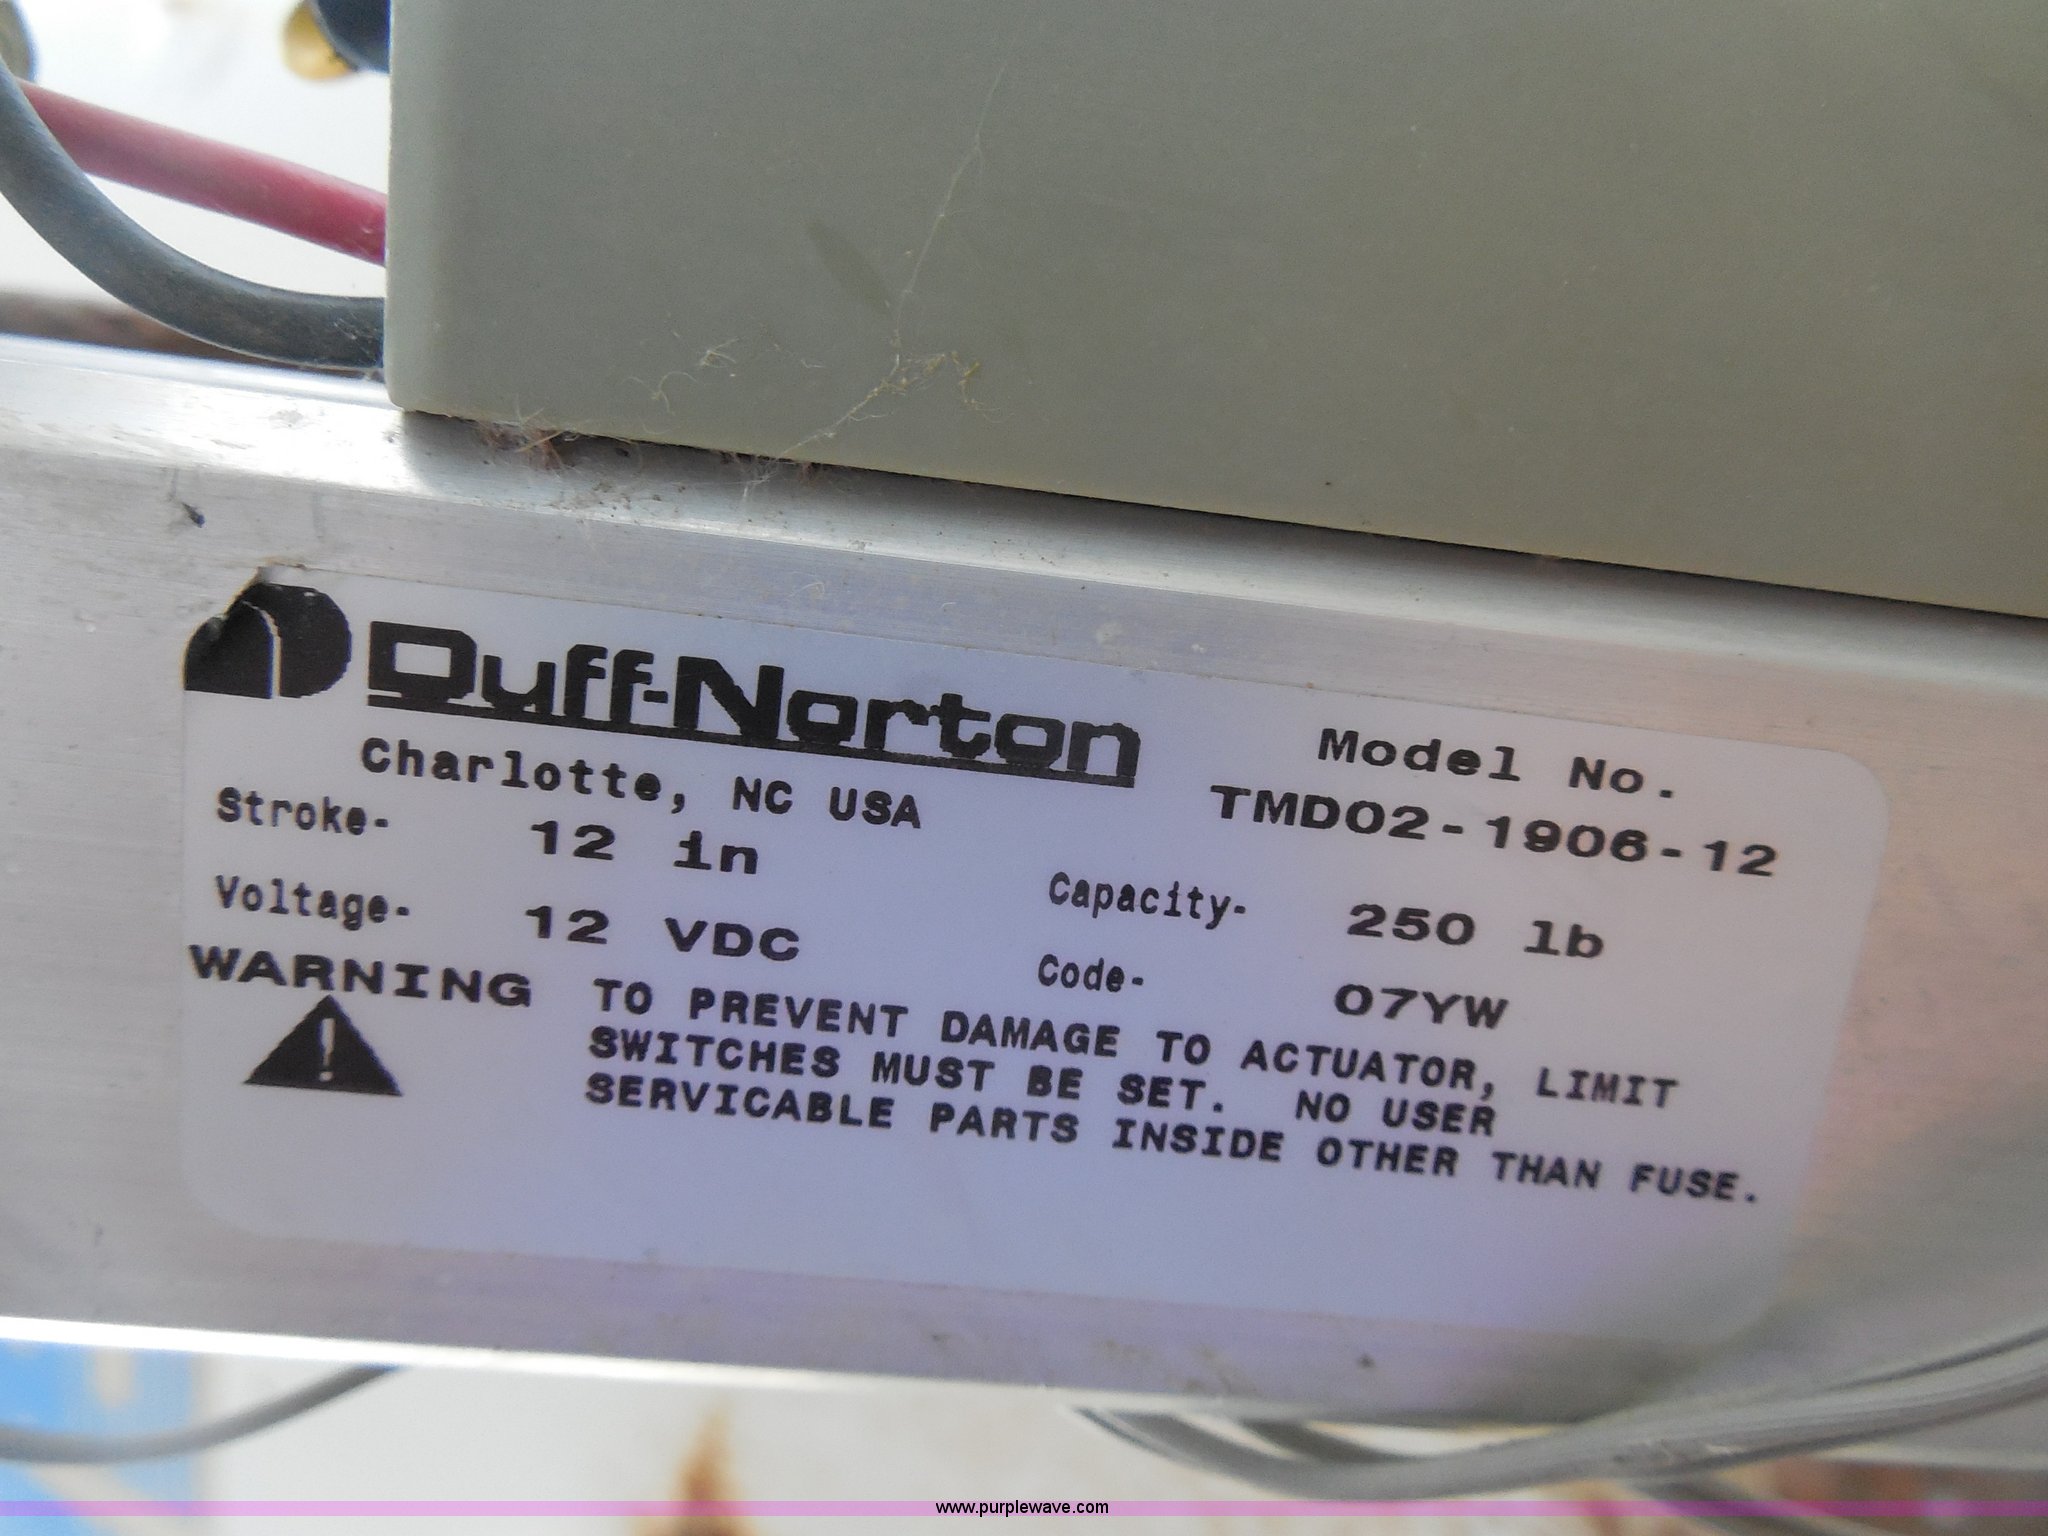 Duff-Norton
Charlotte, NC USA
Model No.
TMD02-1906-12
Stroke- 12 in
Capacity- 250 lb
Voltage- 12 VDC
Code- 07YW
WARNING TO PREVENT DAMAGE TO ACTUATOR, LIMIT
SWITCHES MUST BE SET. NO USER
SERVICABLE PARTS INSIDE OTHER THAN FUSE.
www.purplewave.com